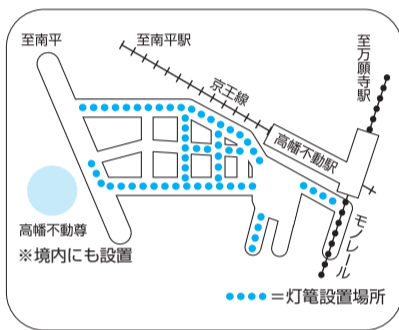 至南平
至南平駅
京王線
至万願寺駅
高幡不動駅
高幡不動尊
※境内にも設置
モノレール
＝灯篭設置場所